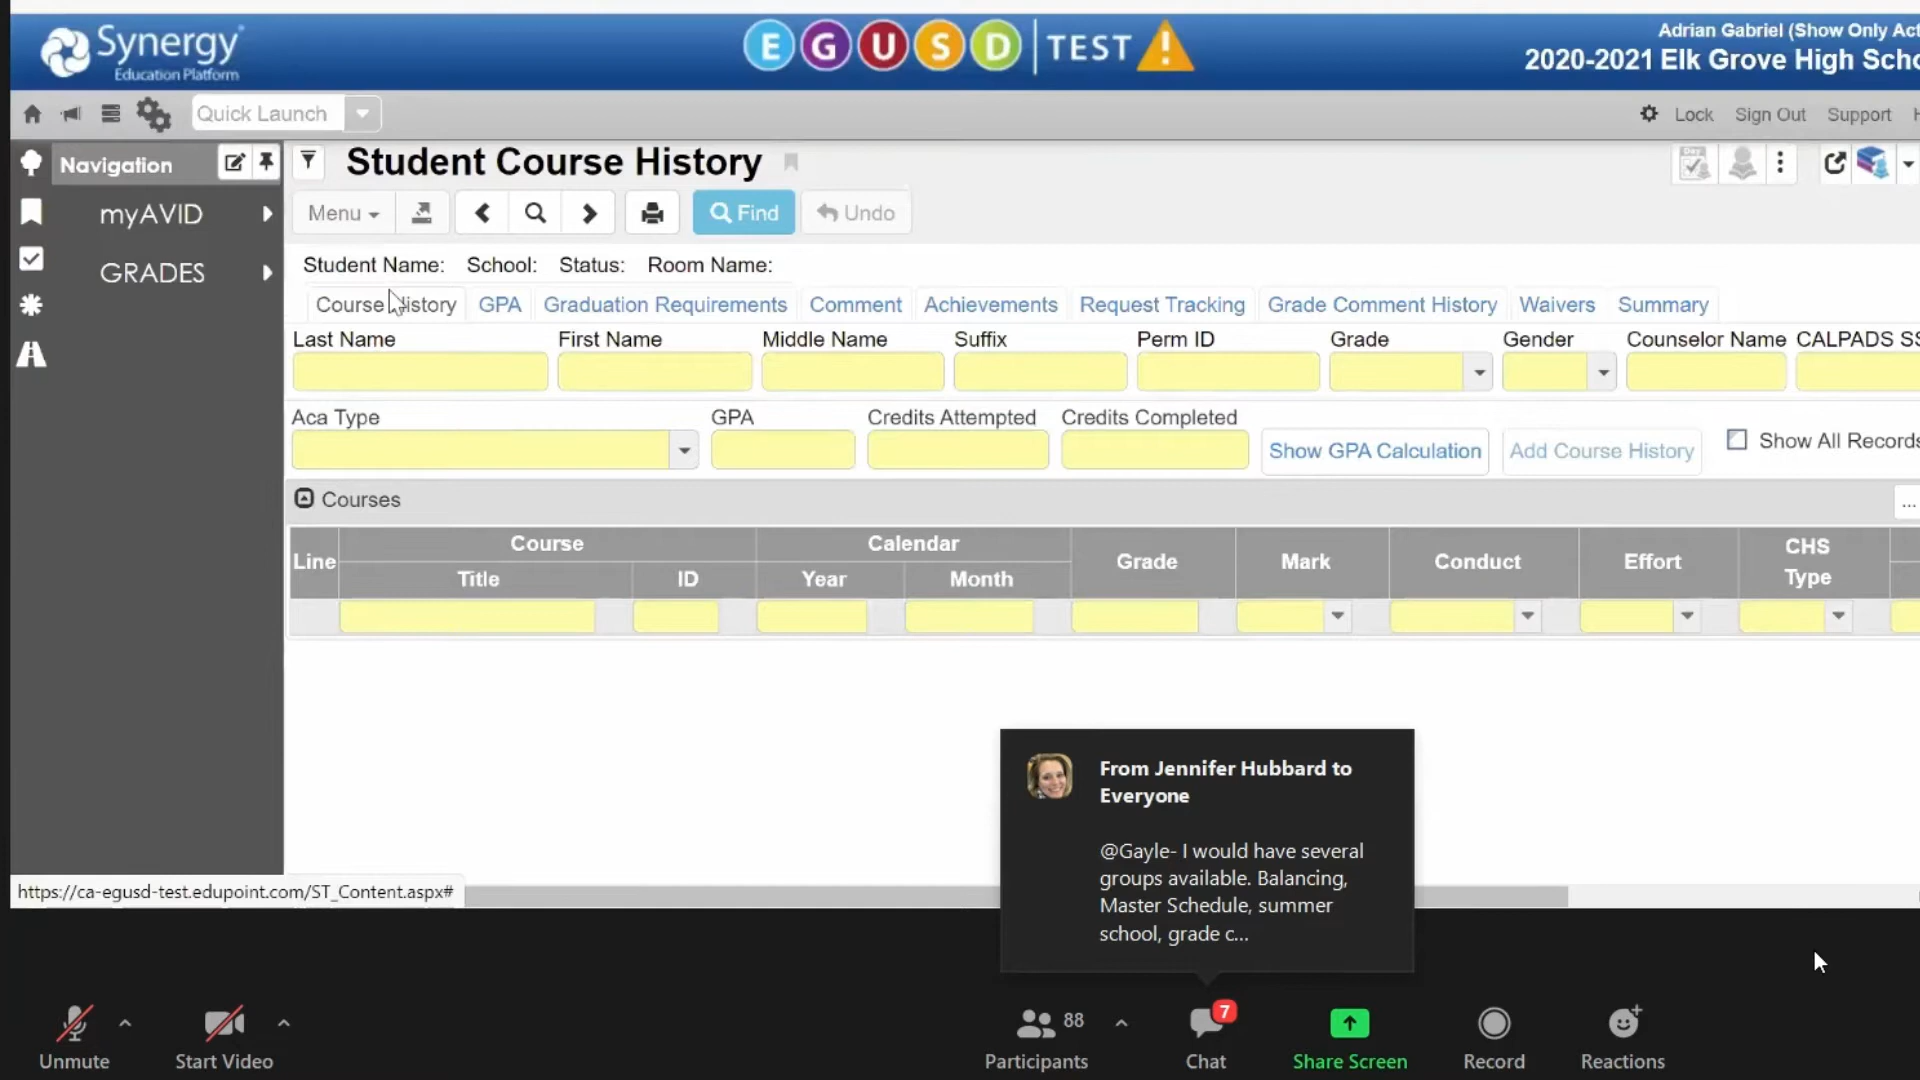 Synergy
Education Platform
EGUSD TEST
Adrian Gabriel (Show Only Act
2020-2021 Elk Grove High Scho
Quick Launch
Lock Sign Out Support H
Navigation
myAVID
GRADES
Student Course History
Menu Find Undo
Student Name: School: Status: Room Name:
Course History GPA Graduation Requirements Comment Achievements Request Tracking Grade Comment History Waivers Summary
Last Name First Name Middle Name Suffix Perm ID Grade Gender Counselor Name CALPADS SS
Aca Type GPA Credits Attempted Credits Completed
Show GPA Calculation Add Course History Show All Records
Courses ...
Line Course Calendar Grade Mark Conduct Effort CHS Type
Title ID Year Month
From Jennifer Hubbard to
Everyone
@Gayle- I would have several
groups available. Balancing,
Master Schedule, summer
school, grade c...
https://ca-egusd-test.edupoint.com/ST_Content.aspx#
88 7
Unmute Start Video Participants Chat Share Screen Record Reactions